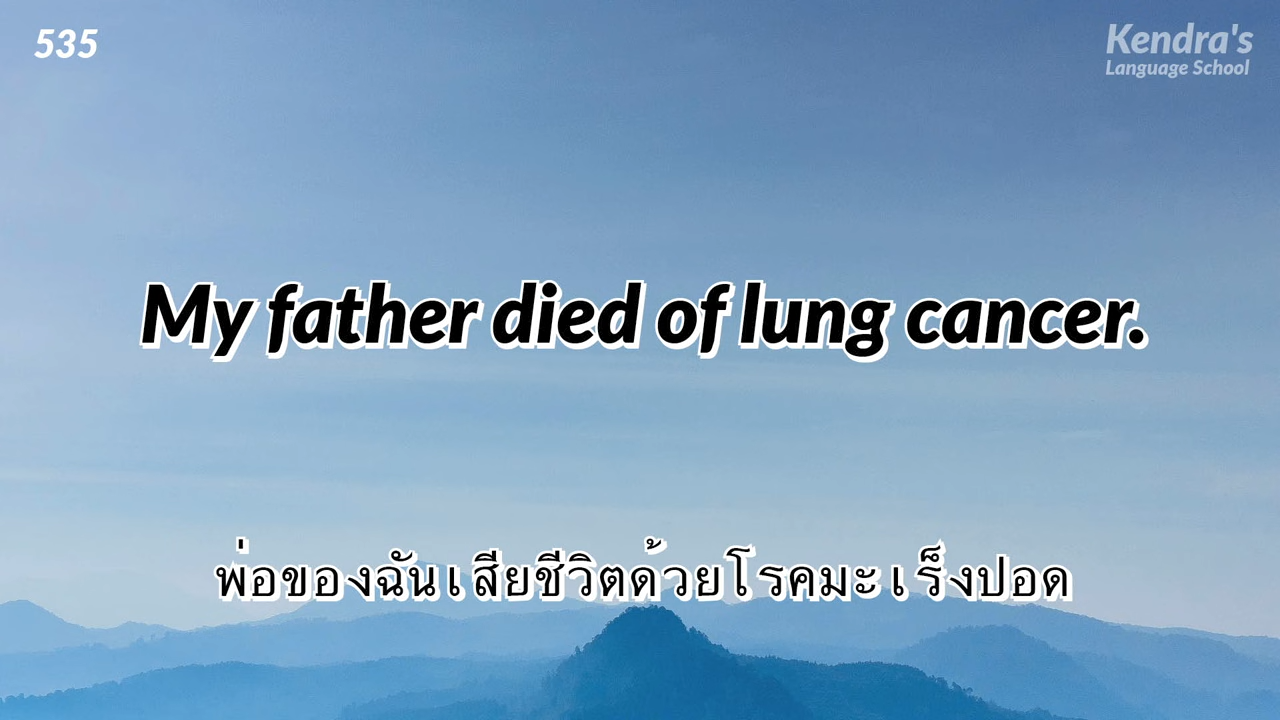 535
Kendra's
Language School
My father died of lung cancer.
พ่อของฉันเสียชีวิตด้วยโรคมะเร็งปอด